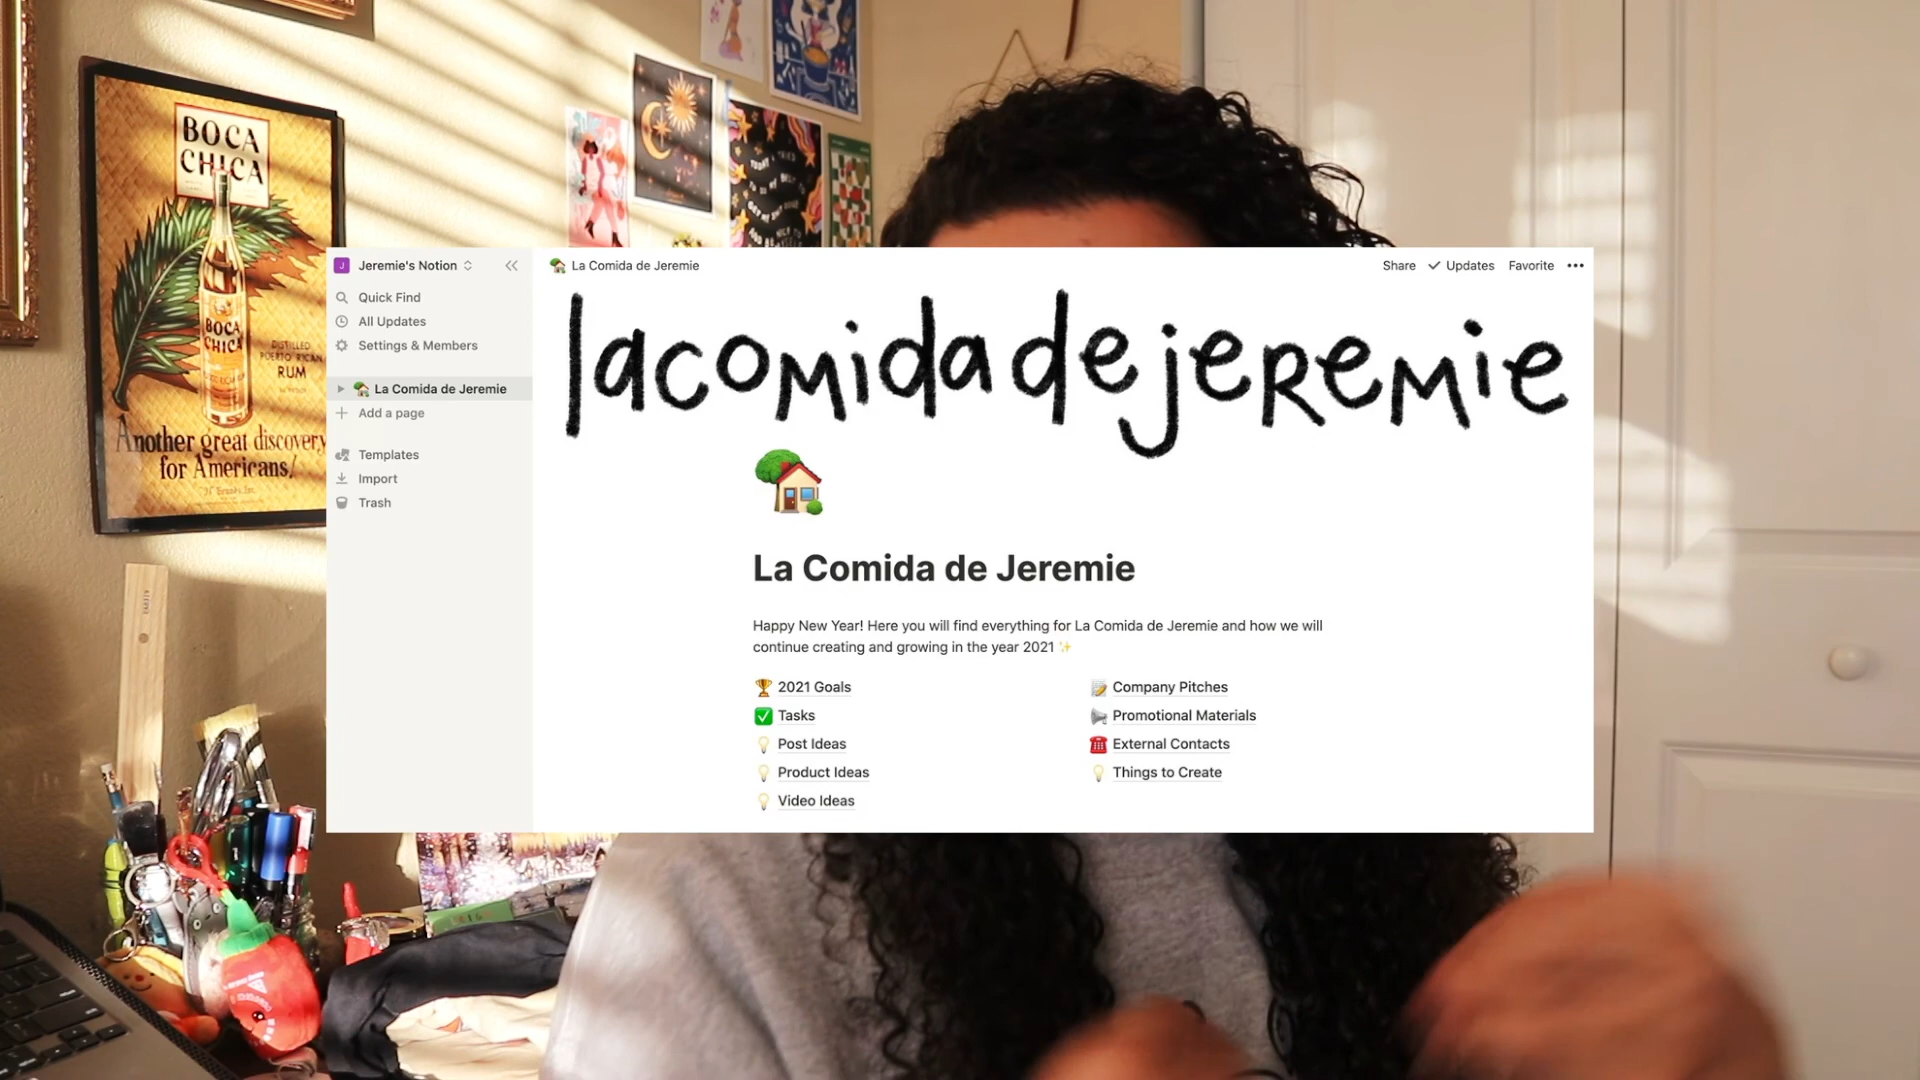 BOCA
CHICA
BOCA
CHICA
DISTILLED
PUERTO RICAN
RUM
Another great discovery
for Americans!
TODAY I TRIED
J
Jeremie's Notion
Quick Find
All Updates
Settings & Members
La Comida de Jeremie
Add a page
Templates
Import
Trash
La Comida de Jeremie
Share
Updates
Favorite
lacomidadejeremie
La Comida de Jeremie
Happy New Year! Here you will find everything for La Comida de Jeremie and how we will
continue creating and growing in the year 2021 ✨
2021 Goals
Tasks
Post Ideas
Product Ideas
Video Ideas
Company Pitches
Promotional Materials
External Contacts
Things to Create